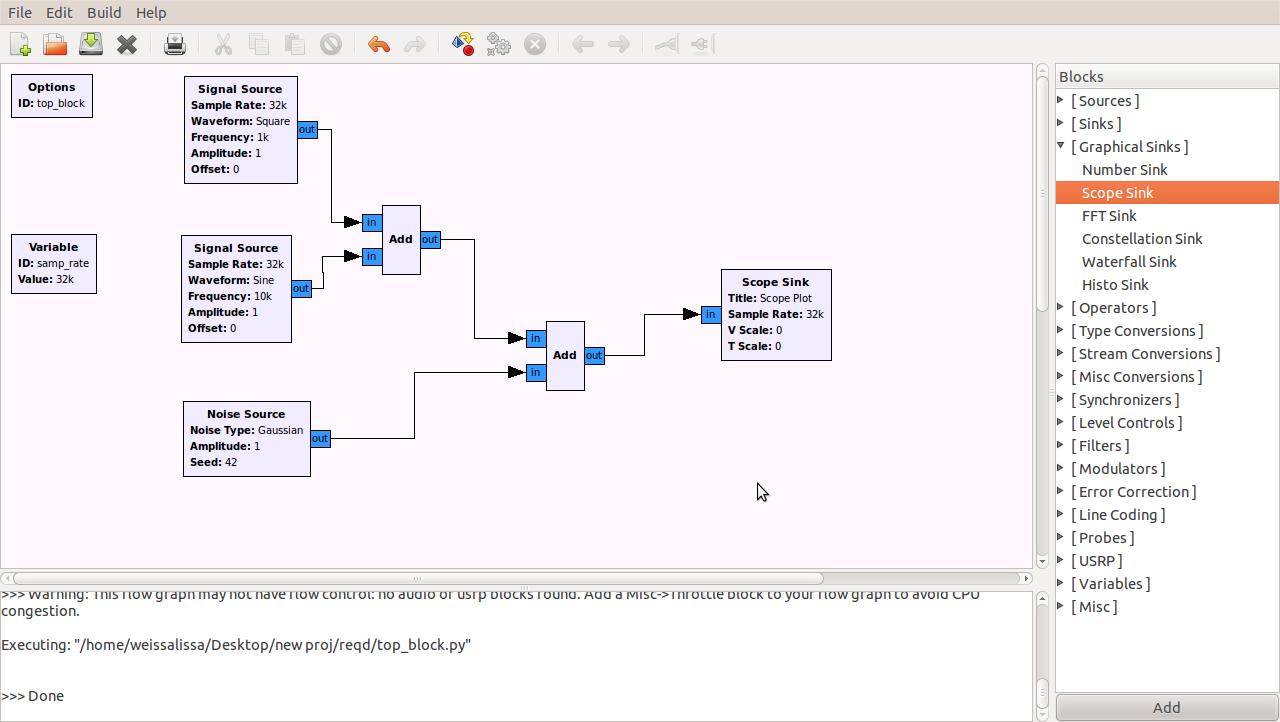 File Edit Build Help
Options
ID: top_block
Signal Source
Sample Rate: 32k
Waveform: Square
Frequency: 1k
Amplitude: 1
Offset: 0
out
in
in
Add
out
Variable
ID: samp_rate
Value: 32k
Signal Source
Sample Rate: 32k
Waveform: Sine
Frequency: 10k
Amplitude: 1
Offset: 0
out
in
in
Add
out
Noise Source
Noise Type: Gaussian
Amplitude: 1
Seed: 42
out
in
Scope Sink
Title: Scope Plot
Sample Rate: 32k
V Scale: 0
T Scale: 0
>>> Warning: This flow graph may not have flow control: no audio or usrp blocks found. Add a Misc->Throttle block to your flow graph to avoid CPU
congestion.
Executing: "/home/weissalissa/Desktop/new proj/reqd/top_block.py"
>>> Done
Blocks
[ Sources ]
[ Sinks ]
[ Graphical Sinks ]
Number Sink
Scope Sink
FFT Sink
Constellation Sink
Waterfall Sink
Histo Sink
[ Operators ]
[ Type Conversions ]
[ Stream Conversions ]
[ Misc Conversions ]
[ Synchronizers ]
[ Level Controls ]
[ Filters ]
[ Modulators ]
[ Error Correction ]
[ Line Coding ]
[ Probes ]
[ USRP ]
[ Variables ]
[ Misc ]
Add